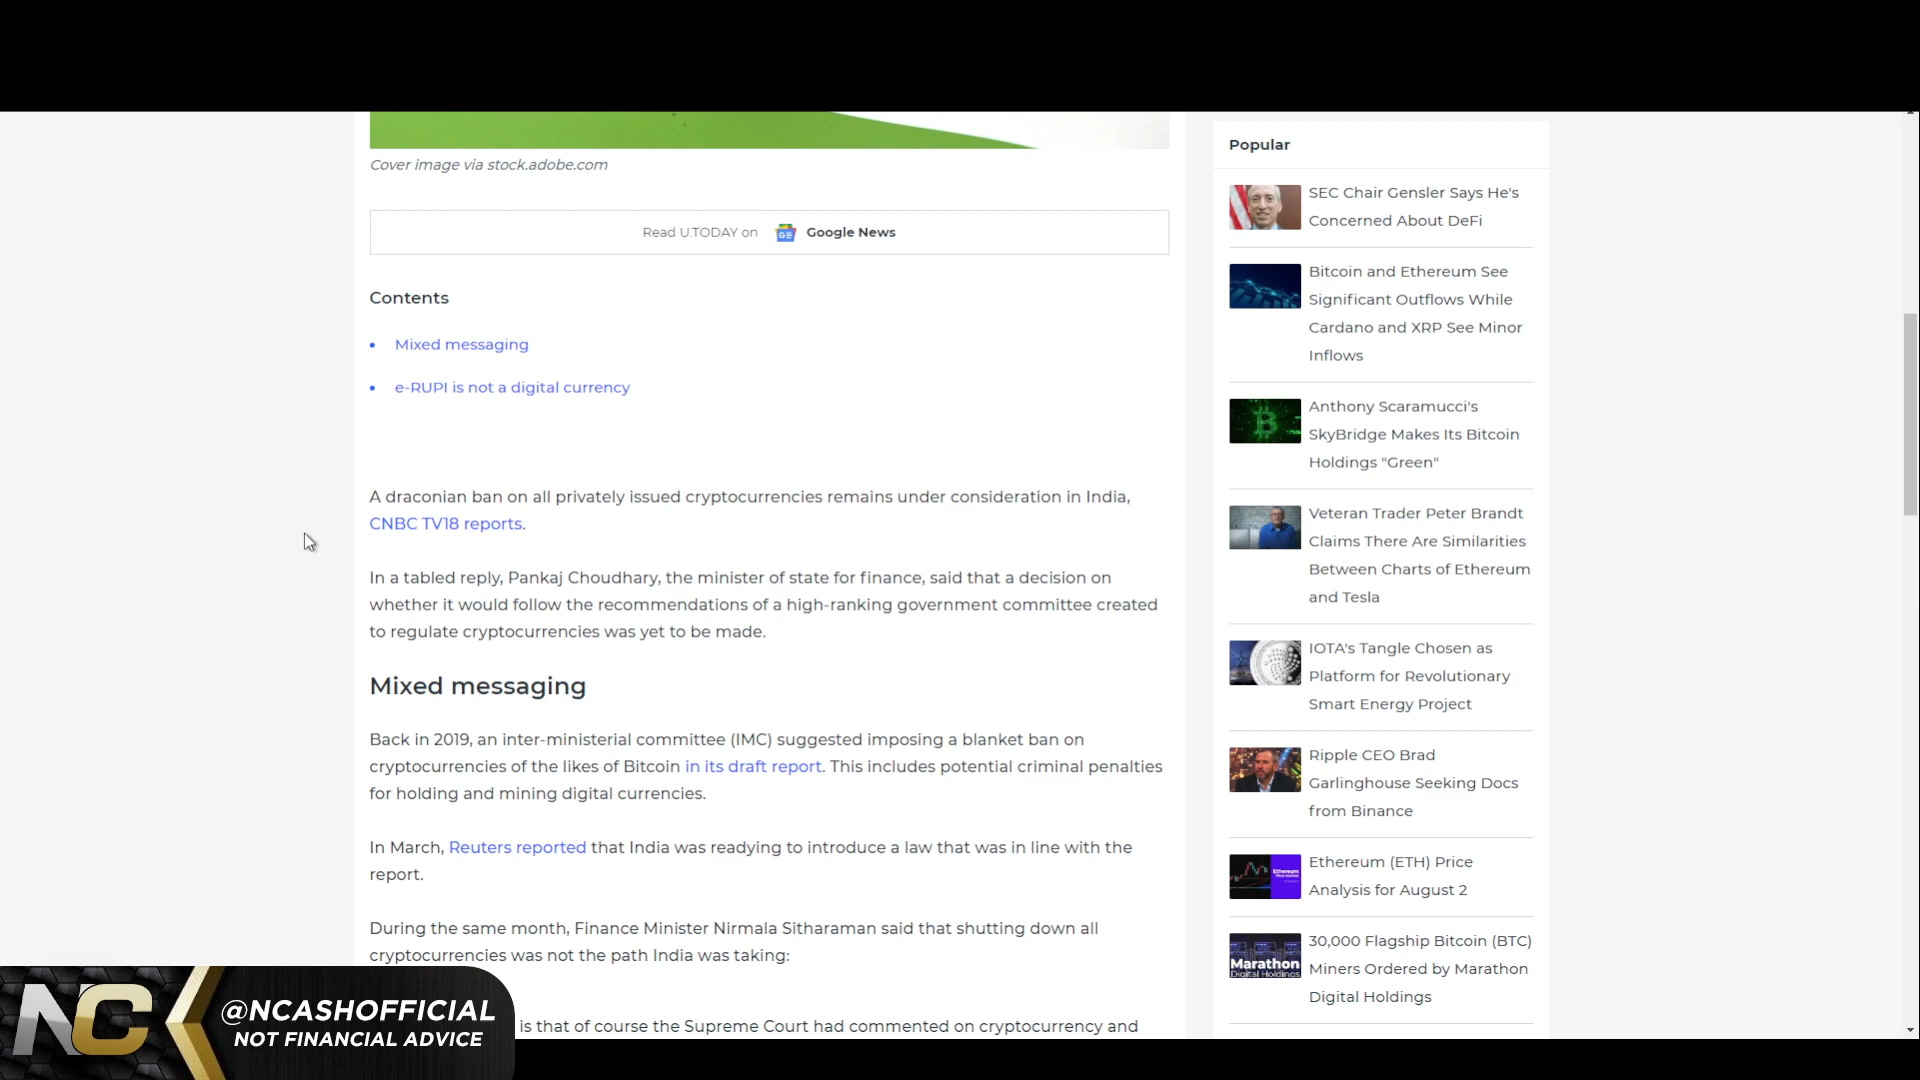 Cover image via stock.adobe.com
Read U.TODAY on Google News
Contents
Mixed messaging
e-RUPI is not a digital currency
A draconian ban on all privately issued cryptocurrencies remains under consideration in India,
CNBC TV18 reports.
In a tabled reply, Pankaj Choudhary, the minister of state for finance, said that a decision on
whether it would follow the recommendations of a high-ranking government committee created
to regulate cryptocurrencies was yet to be made.
Mixed messaging
Back in 2019, an inter-ministerial committee (IMC) suggested imposing a blanket ban on
cryptocurrencies of the likes of Bitcoin in its draft report. This includes potential criminal penalties
for holding and mining digital currencies.
In March, Reuters reported that India was readying to introduce a law that was in line with the
report.
During the same month, Finance Minister Nirmala Sitharaman said that shutting down all
cryptocurrencies was not the path India was taking:
is that of course the Supreme Court had commented on cryptocurrency and
Popular
SEC Chair Gensler Says He's
Concerned About DeFi
Bitcoin and Ethereum See
Significant Outflows While
Cardano and XRP See Minor
Inflows
Anthony Scaramucci's
SkyBridge Makes Its Bitcoin
Holdings "Green"
Veteran Trader Peter Brandt
Claims There Are Similarities
Between Charts of Ethereum
and Tesla
IOTA's Tangle Chosen as
Platform for Revolutionary
Smart Energy Project
Ripple CEO Brad
Garlinghouse Seeking Docs
from Binance
Ethereum (ETH) Price
Analysis for August 2
30,000 Flagship Bitcoin (BTC)
Miners Ordered by Marathon
Digital Holdings
Marathon
Digital Holdings
NC
@NCASHOFFICIAL
NOT FINANCIAL ADVICE